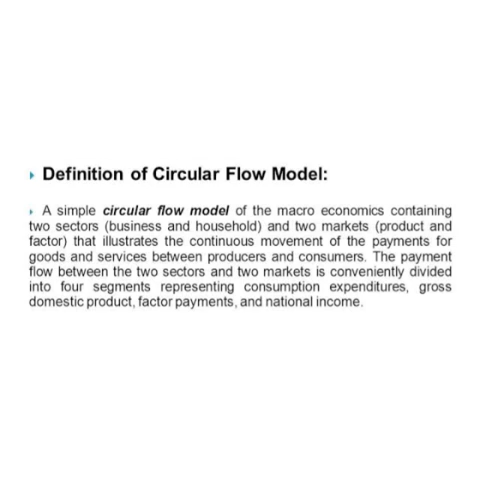 Definition of Circular Flow Model:
A simple circular flow model of the macro economics containing
two sectors (business and household) and two markets (product and
factor) that illustrates the continuous movement of the payments for
goods and services between producers and consumers. The payment
flow between the two sectors and two markets is conveniently divided
into four segments representing consumption expenditures, gross
domestic product, factor payments, and national income.